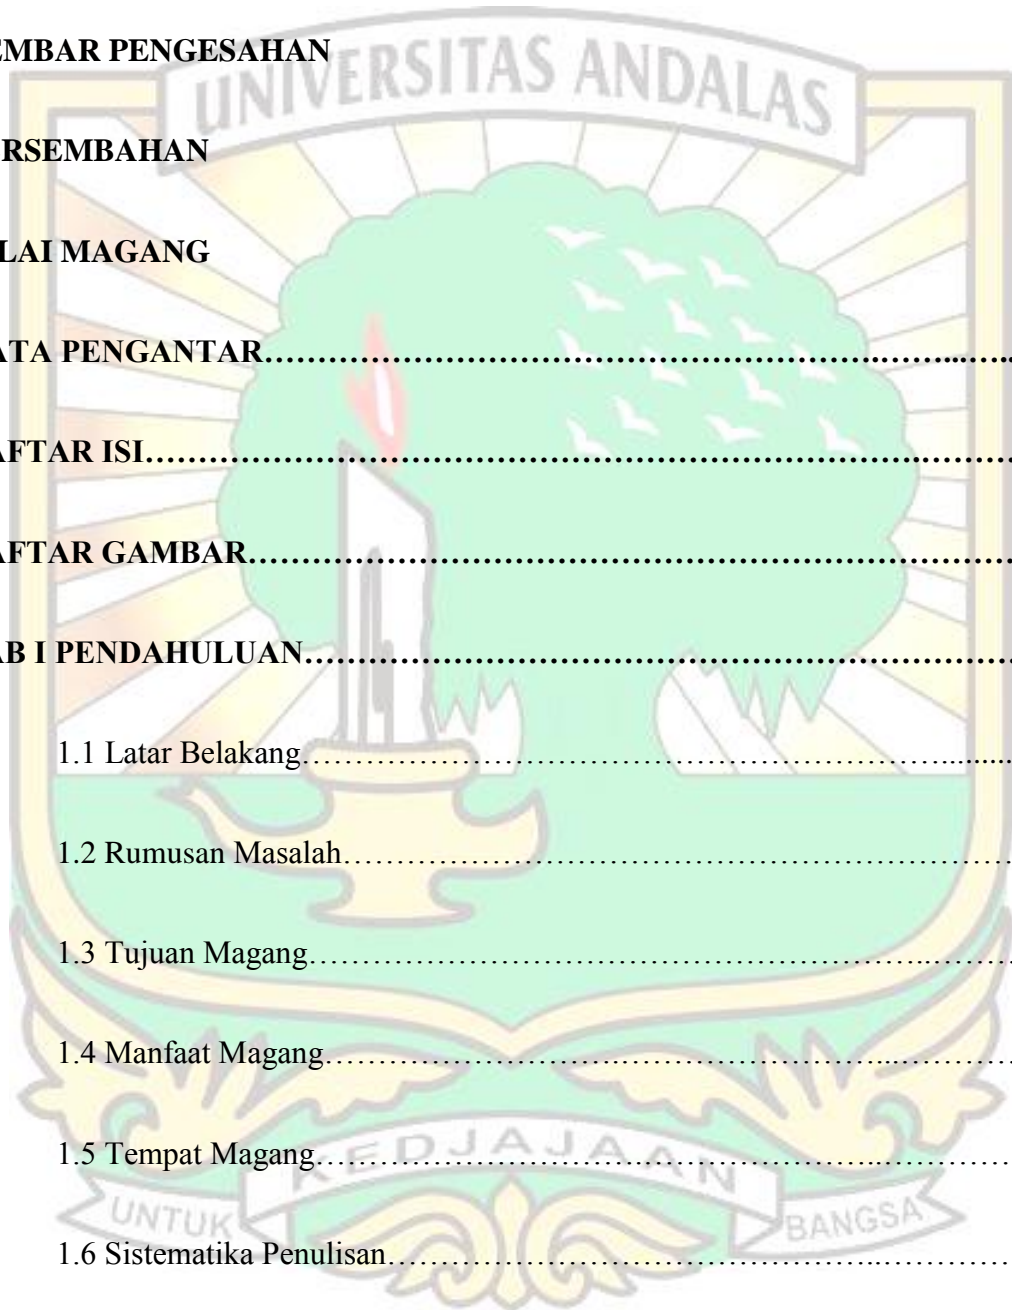 UNIVERSITAS ANDALAS
EMBAR PENGESAHAN
RSEMBAHAN
LAI MAGANG
ATA PENGANTAR………………………………………………….…...…..
AFTAR ISI…………………………………………………………………
AFTAR GAMBAR…………………………………………………………
AB I PENDAHULUAN……………………………………………………
1.1 Latar Belakang……………………………………………………...........
1.2 Rumusan Masalah………………………………………………………
1.3 Tujuan Magang…………………………………………………..………
1.4 Manfaat Magang……………………….……………………...…………
1.5 Tempat Magang………………………….…………………..…………
KEDJAJAAN
UNTUK BANGSA
1.6 Sistematika Penulisan………………………………………..…………